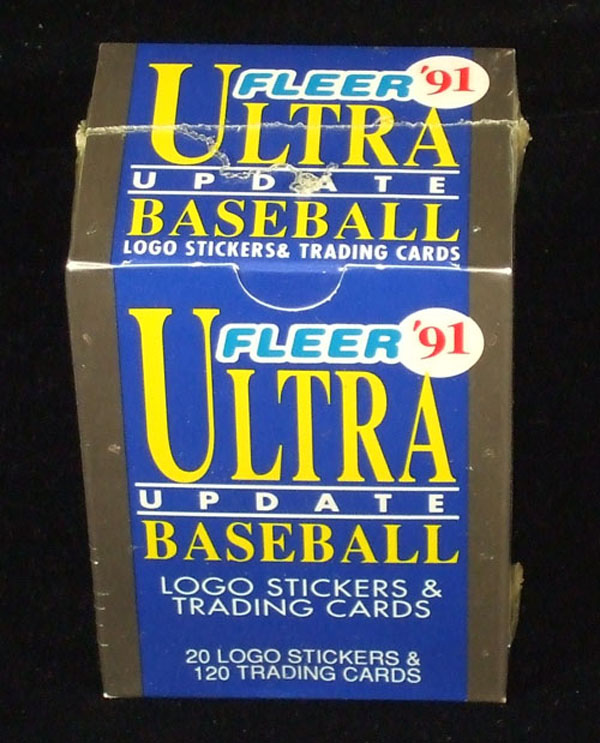 FLEER '91
ULTRA
UPDATE
BASEBALL
LOGO STICKERS& TRADING CARDS
FLEER '91
ULTRA
UPDATE
BASEBALL
LOGO STICKERS &
TRADING CARDS
20 LOGO STICKERS &
120 TRADING CARDS